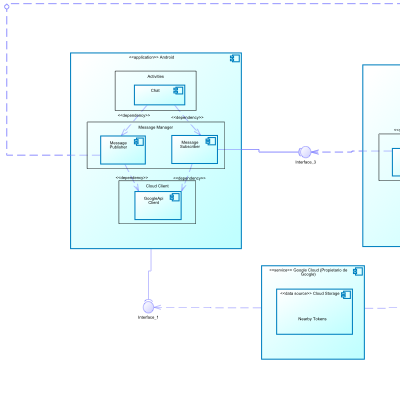 <<application>> Android
Activities
Chat
<<dependency>>
<<dependency>>
Message Manager
Message
Publisher
Message
Subscriber
Interface_3
<<dependency>>
<<dependency>>
Cloud Client
GoogleApi
Client
<<service>> Google Cloud (Propietario de
Google)
<<data source>> Cloud Storage
Nearby Tokens
Interface_1